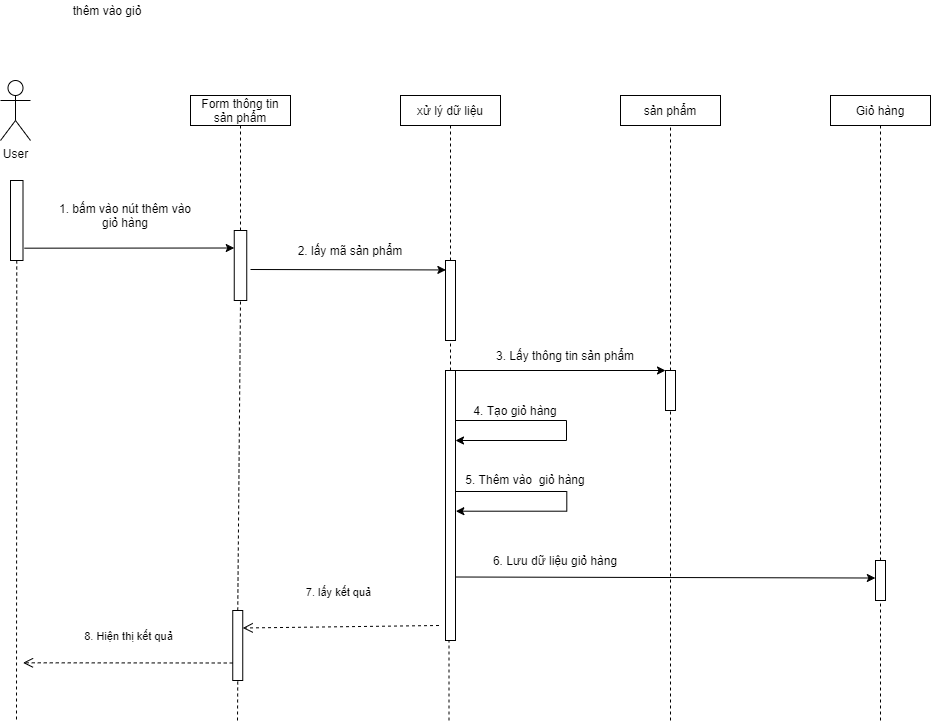 thêm vào giỏ
Form thông tin
sản phẩm
xử lý dữ liệu
sản phẩm
Giỏ hàng
User
1. bấm vào nút thêm vào
giỏ hàng
2. lấy mã sản phẩm
3. Lấy thông tin sản phẩm
4. Tạo giỏ hàng
5. Thêm vào giỏ hàng
6. Lưu dữ liệu giỏ hàng
7. lấy kết quả
8. Hiện thị kết quả